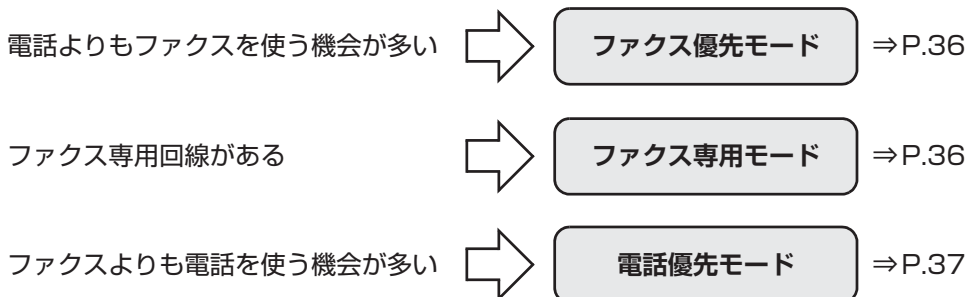 電話よりもファクスを使う機会が多い ファクス優先モード ⇒P.36
ファクス専用回線がある ファクス専用モード ⇒P.36
ファクスよりも電話を使う機会が多い 電話優先モード ⇒P.37